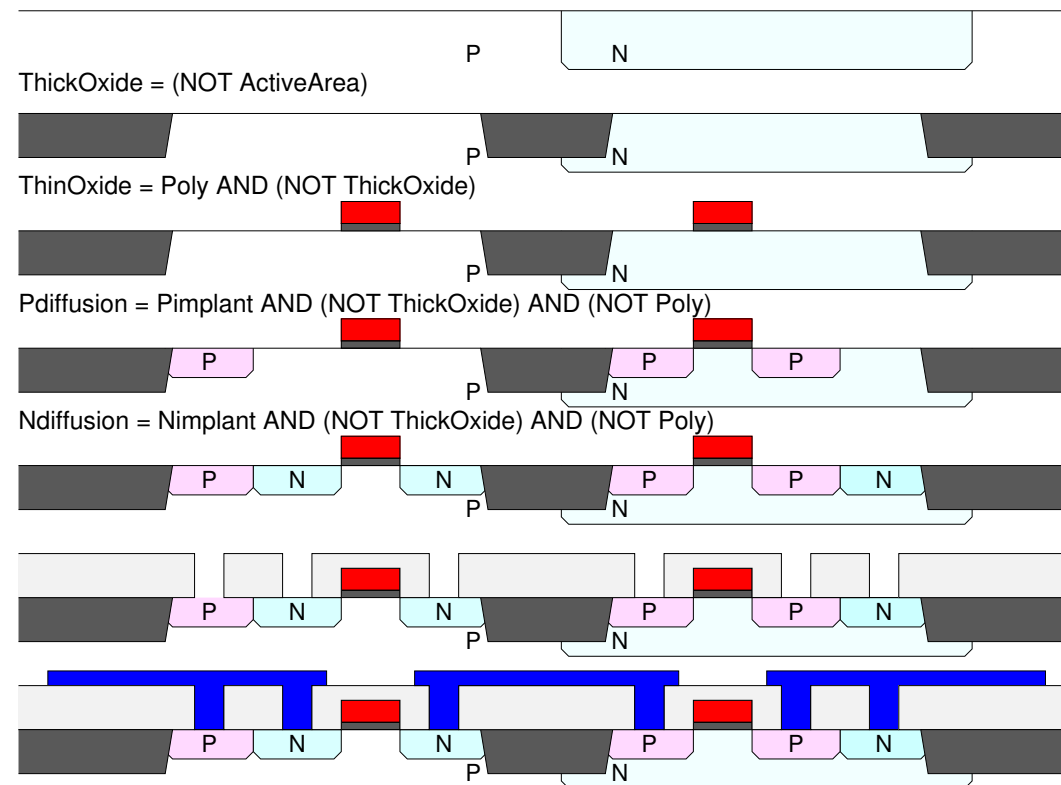 P N
ThickOxide = (NOT ActiveArea)
P N
ThinOxide = Poly AND (NOT ThickOxide)
P N
Pdiffusion = Pimplant AND (NOT ThickOxide) AND (NOT Poly)
P P P
P N
Ndiffusion = Nimplant AND (NOT ThickOxide) AND (NOT Poly)
P N N P P N
P N
P N N P P N
P N
P N N P P N
P N